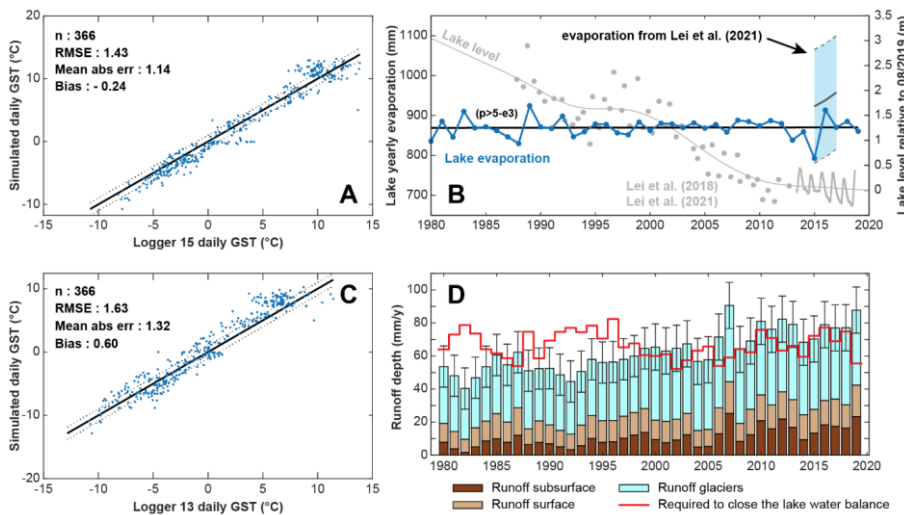 n : 366
RMSE : 1.43
Mean abs err : 1.14
Bias : - 0.24
Simulated daily GST (°C)
10
0
-10
-15 -10 -5 0 5 10 15
Logger 15 daily GST (°C)
A
evaporation from Lei et al. (2021)
Lake level
(p>5-e3)
Lake evaporation
Lei et al. (2018)
Lei et al. (2021)
B
Lake yearly evaporation (mm)
1100
1000
900
800
700
3.5
3
2.5
2
1.5
1
0.5
0
Lake level relative to 08/2019 (m)
1980 1985 1990 1995 2000 2005 2010 2015 2020
n : 366
RMSE : 1.63
Mean abs err : 1.32
Bias : 0.60
Simulated daily GST (°C)
20
10
0
-10
-20
-15 -10 -5 0 5 10 15
Logger 13 daily GST (°C)
C
D
Runoff depth (mm/y)
100
80
60
40
20
0
1980 1985 1990 1995 2000 2005 2010 2015 2020
Runoff subsurface
Runoff glaciers
Runoff surface
Required to close the lake water balance